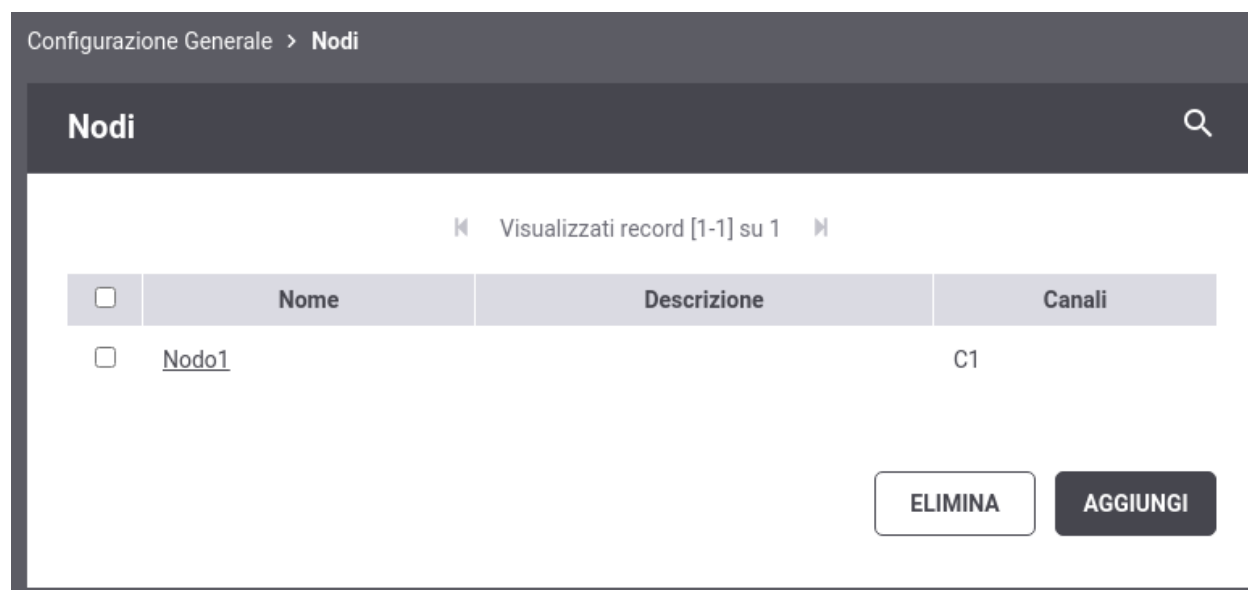 Configurazione Generale > Nodi
Nodi
Visualizzati record [1-1] su 1
Nome Descrizione Canali
Nodo1 C1
ELIMINA AGGIUNGI